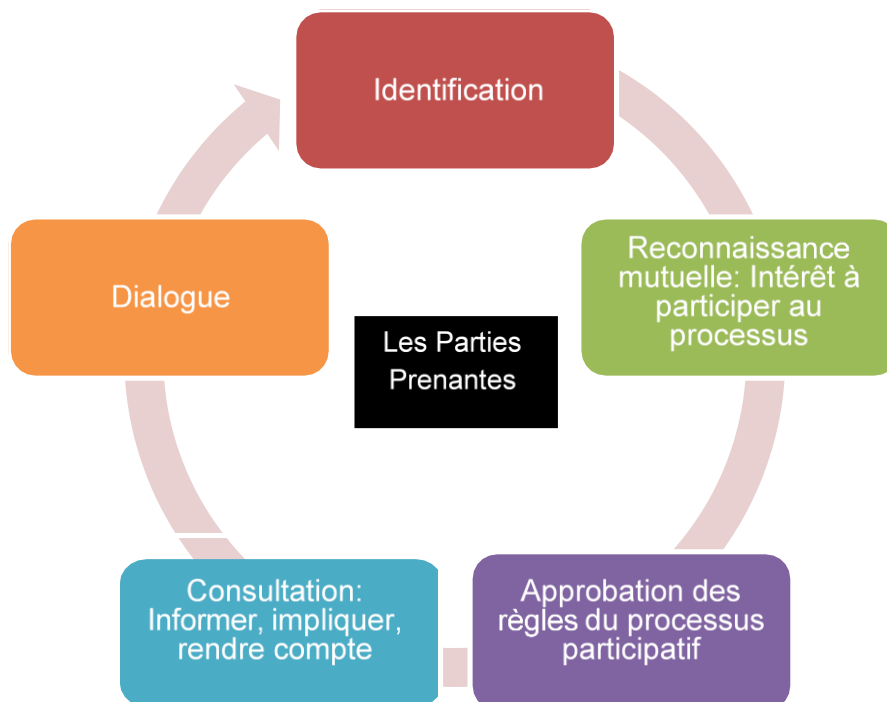 Identification
Reconnaissance
mutuelle: Intérêt à
participer au
processus
Approbation des
règles du processus
participatif
Consultation:
Informer, impliquer,
rendre compte
Dialogue
Les Parties
Prenantes